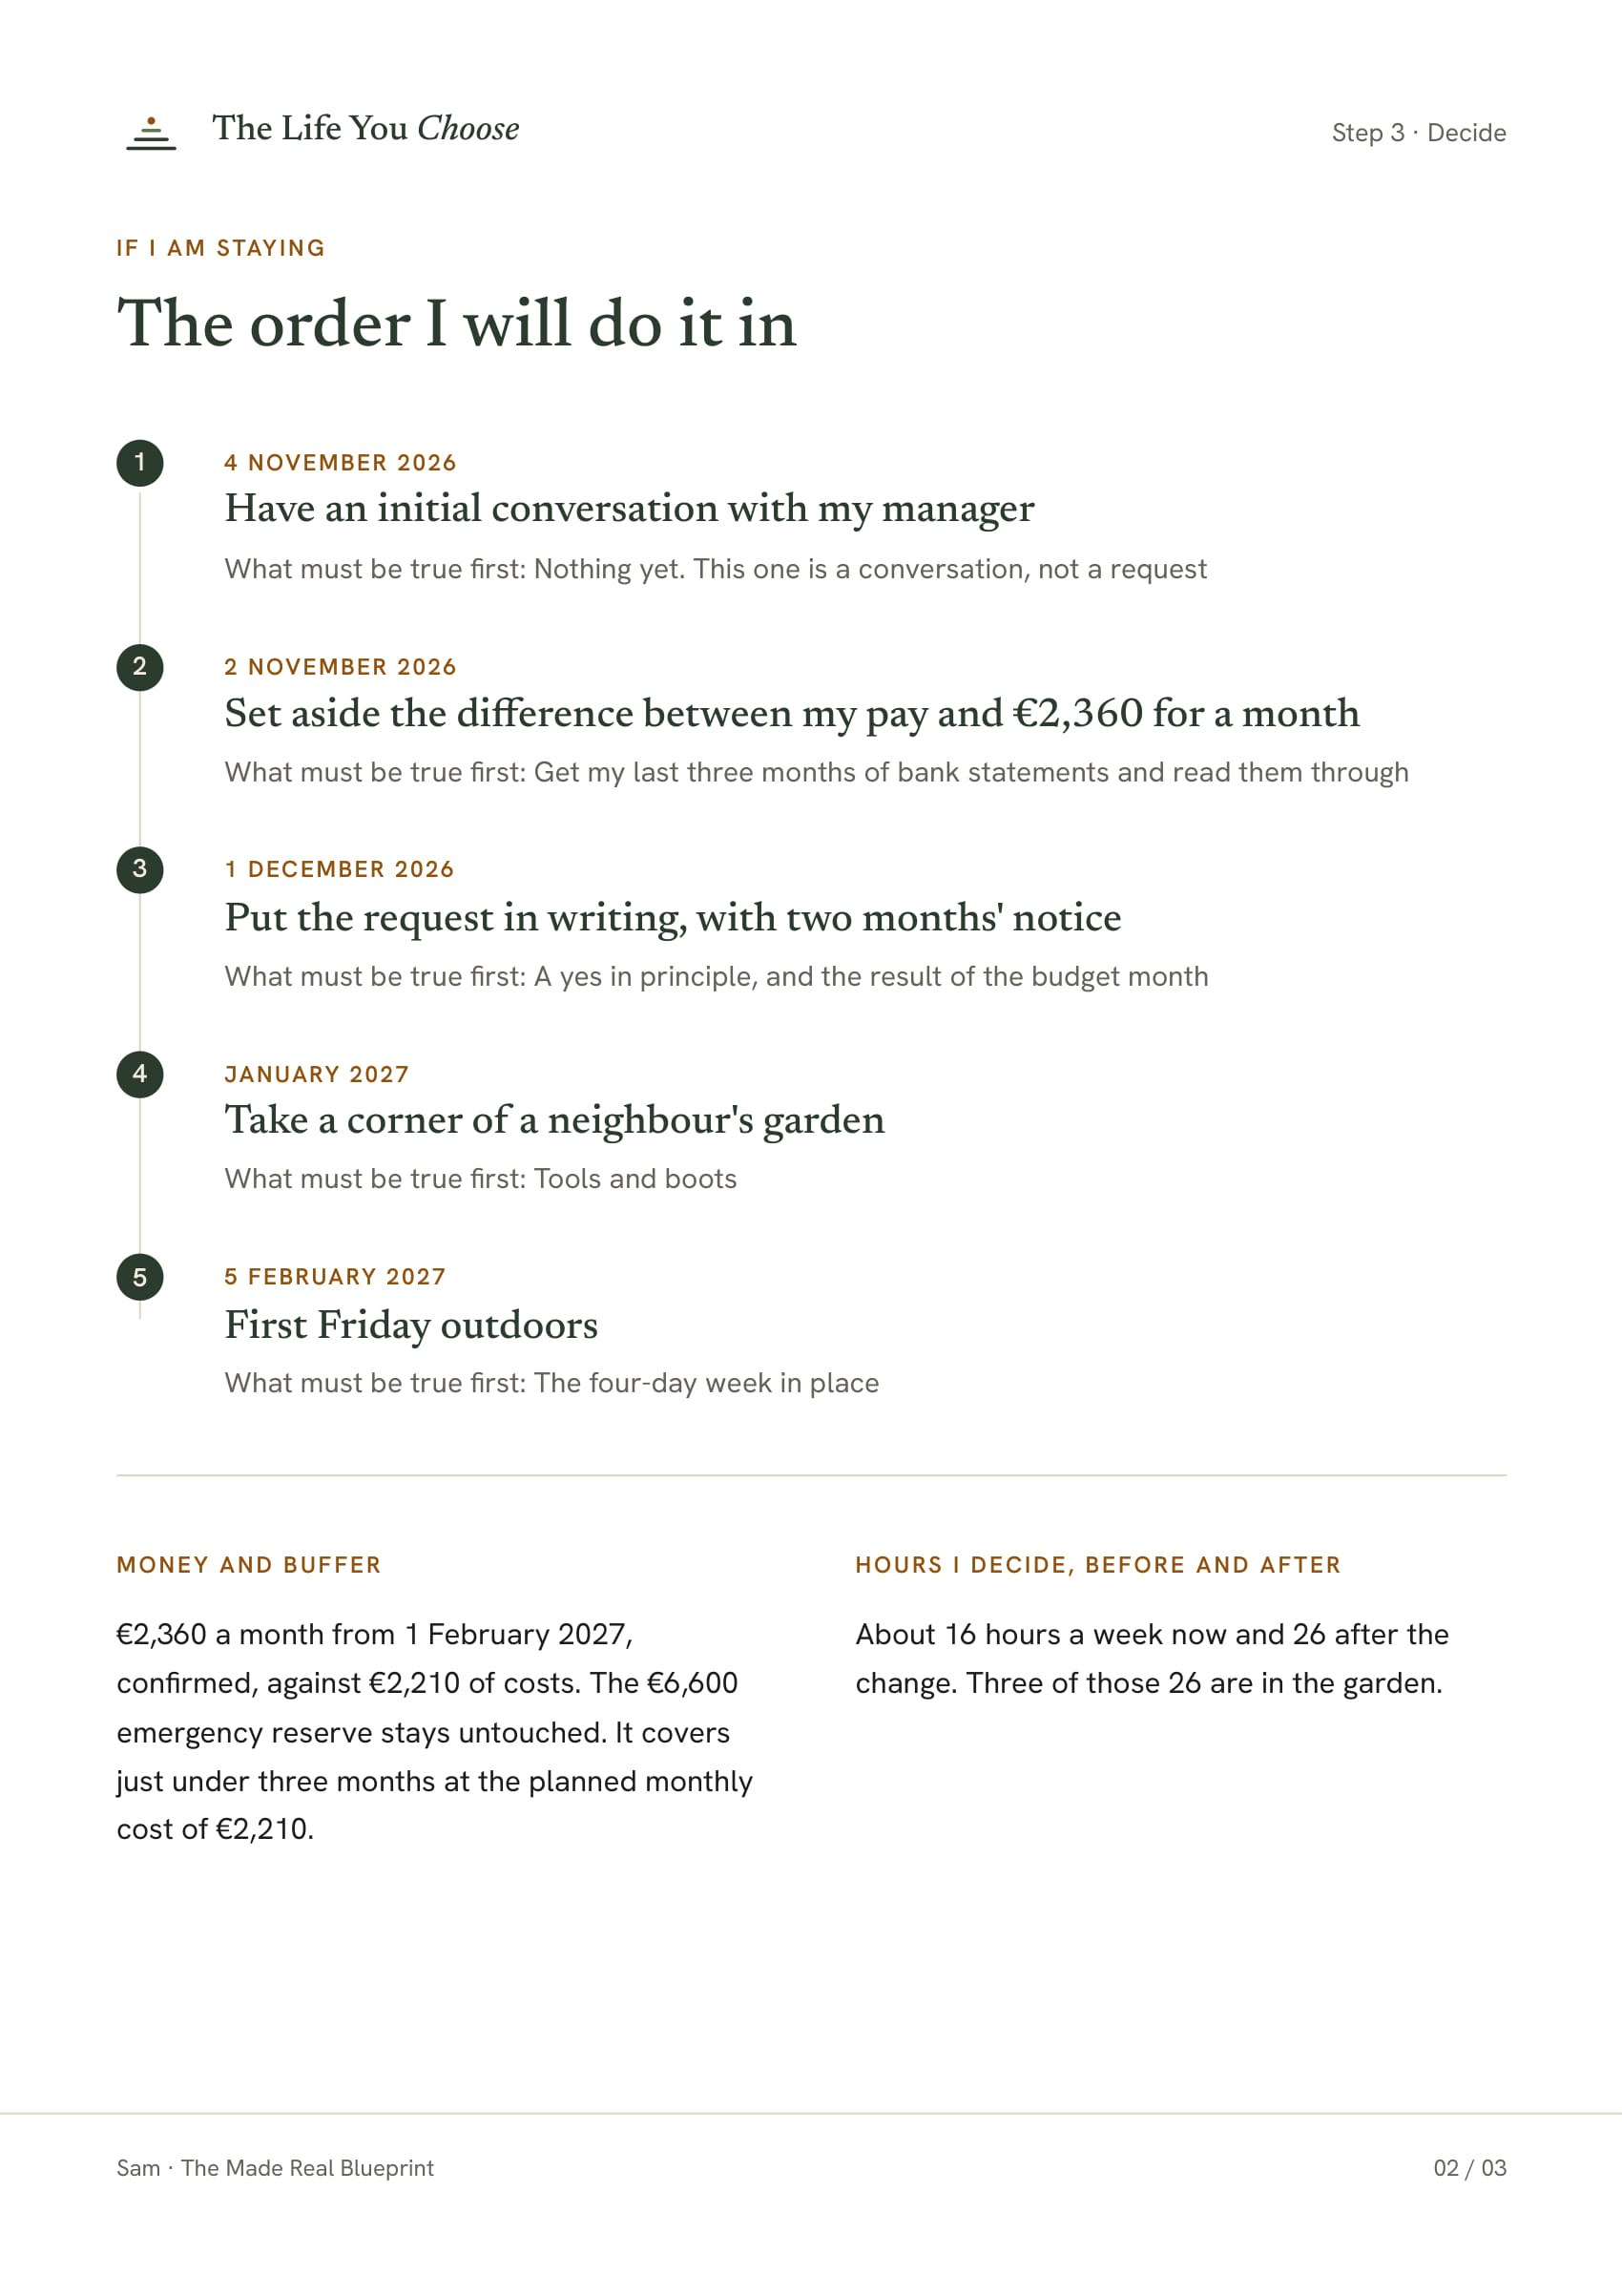 The Life You Choose
Step 3 · Decide
IF I AM STAYING
The order I will do it in
1
4 NOVEMBER 2026
Have an initial conversation with my manager
What must be true first: Nothing yet. This one is a conversation, not a request
2
2 NOVEMBER 2026
Set aside the difference between my pay and €2,360 for a month
What must be true first: Get my last three months of bank statements and read them through
3
1 DECEMBER 2026
Put the request in writing, with two months' notice
What must be true first: A yes in principle, and the result of the budget month
4
JANUARY 2027
Take a corner of a neighbour's garden
What must be true first: Tools and boots
5
5 FEBRUARY 2027
First Friday outdoors
What must be true first: The four-day week in place
MONEY AND BUFFER
€2,360 a month from 1 February 2027,
confirmed, against €2,210 of costs. The €6,600
emergency reserve stays untouched. It covers
just under three months at the planned monthly
cost of €2,210.
HOURS I DECIDE, BEFORE AND AFTER
About 16 hours a week now and 26 after the
change. Three of those 26 are in the garden.
Sam · The Made Real Blueprint
02 / 03